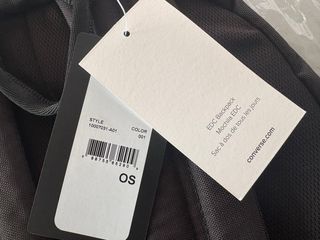 STYLE
COLOR
10007031-A01
001
OS
EDC Backpack
Mochila EDC
Sac à dos de tous les jours
converse.com